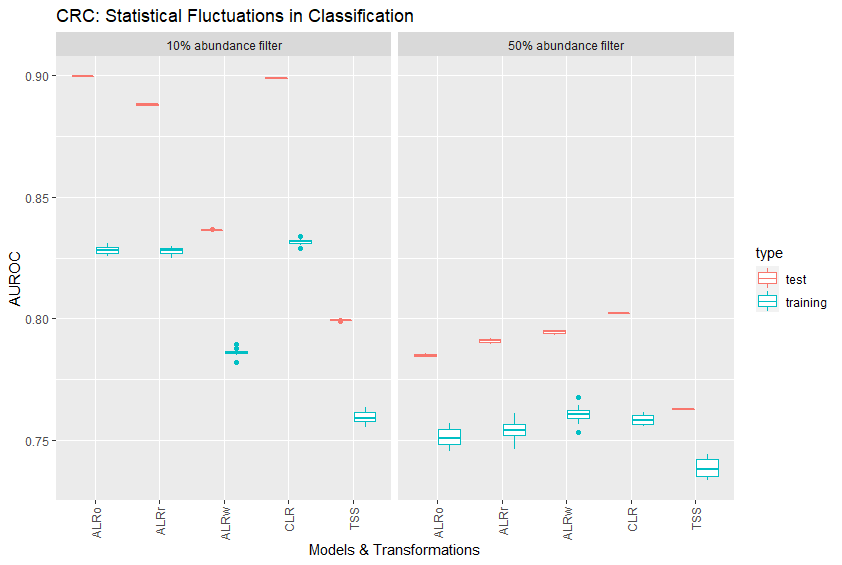 CRC: Statistical Fluctuations in Classification
10% abundance filter
50% abundance filter
AUROC
0.90
0.85
0.80
0.75
ALRo
ALRr
ALRw
CLR
TSS
ALRo
ALRr
ALRw
CLR
TSS
Models & Transformations
type
test
training